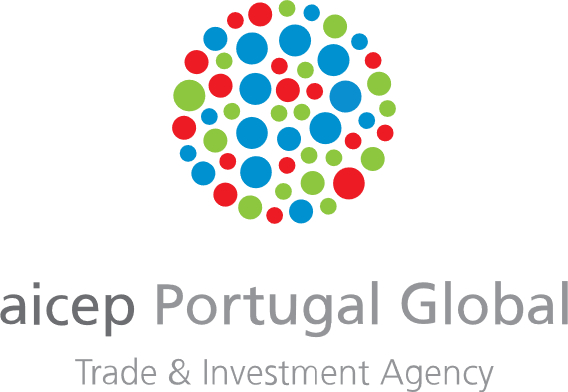 aicep Portugal Global
Trade & Investment Agency